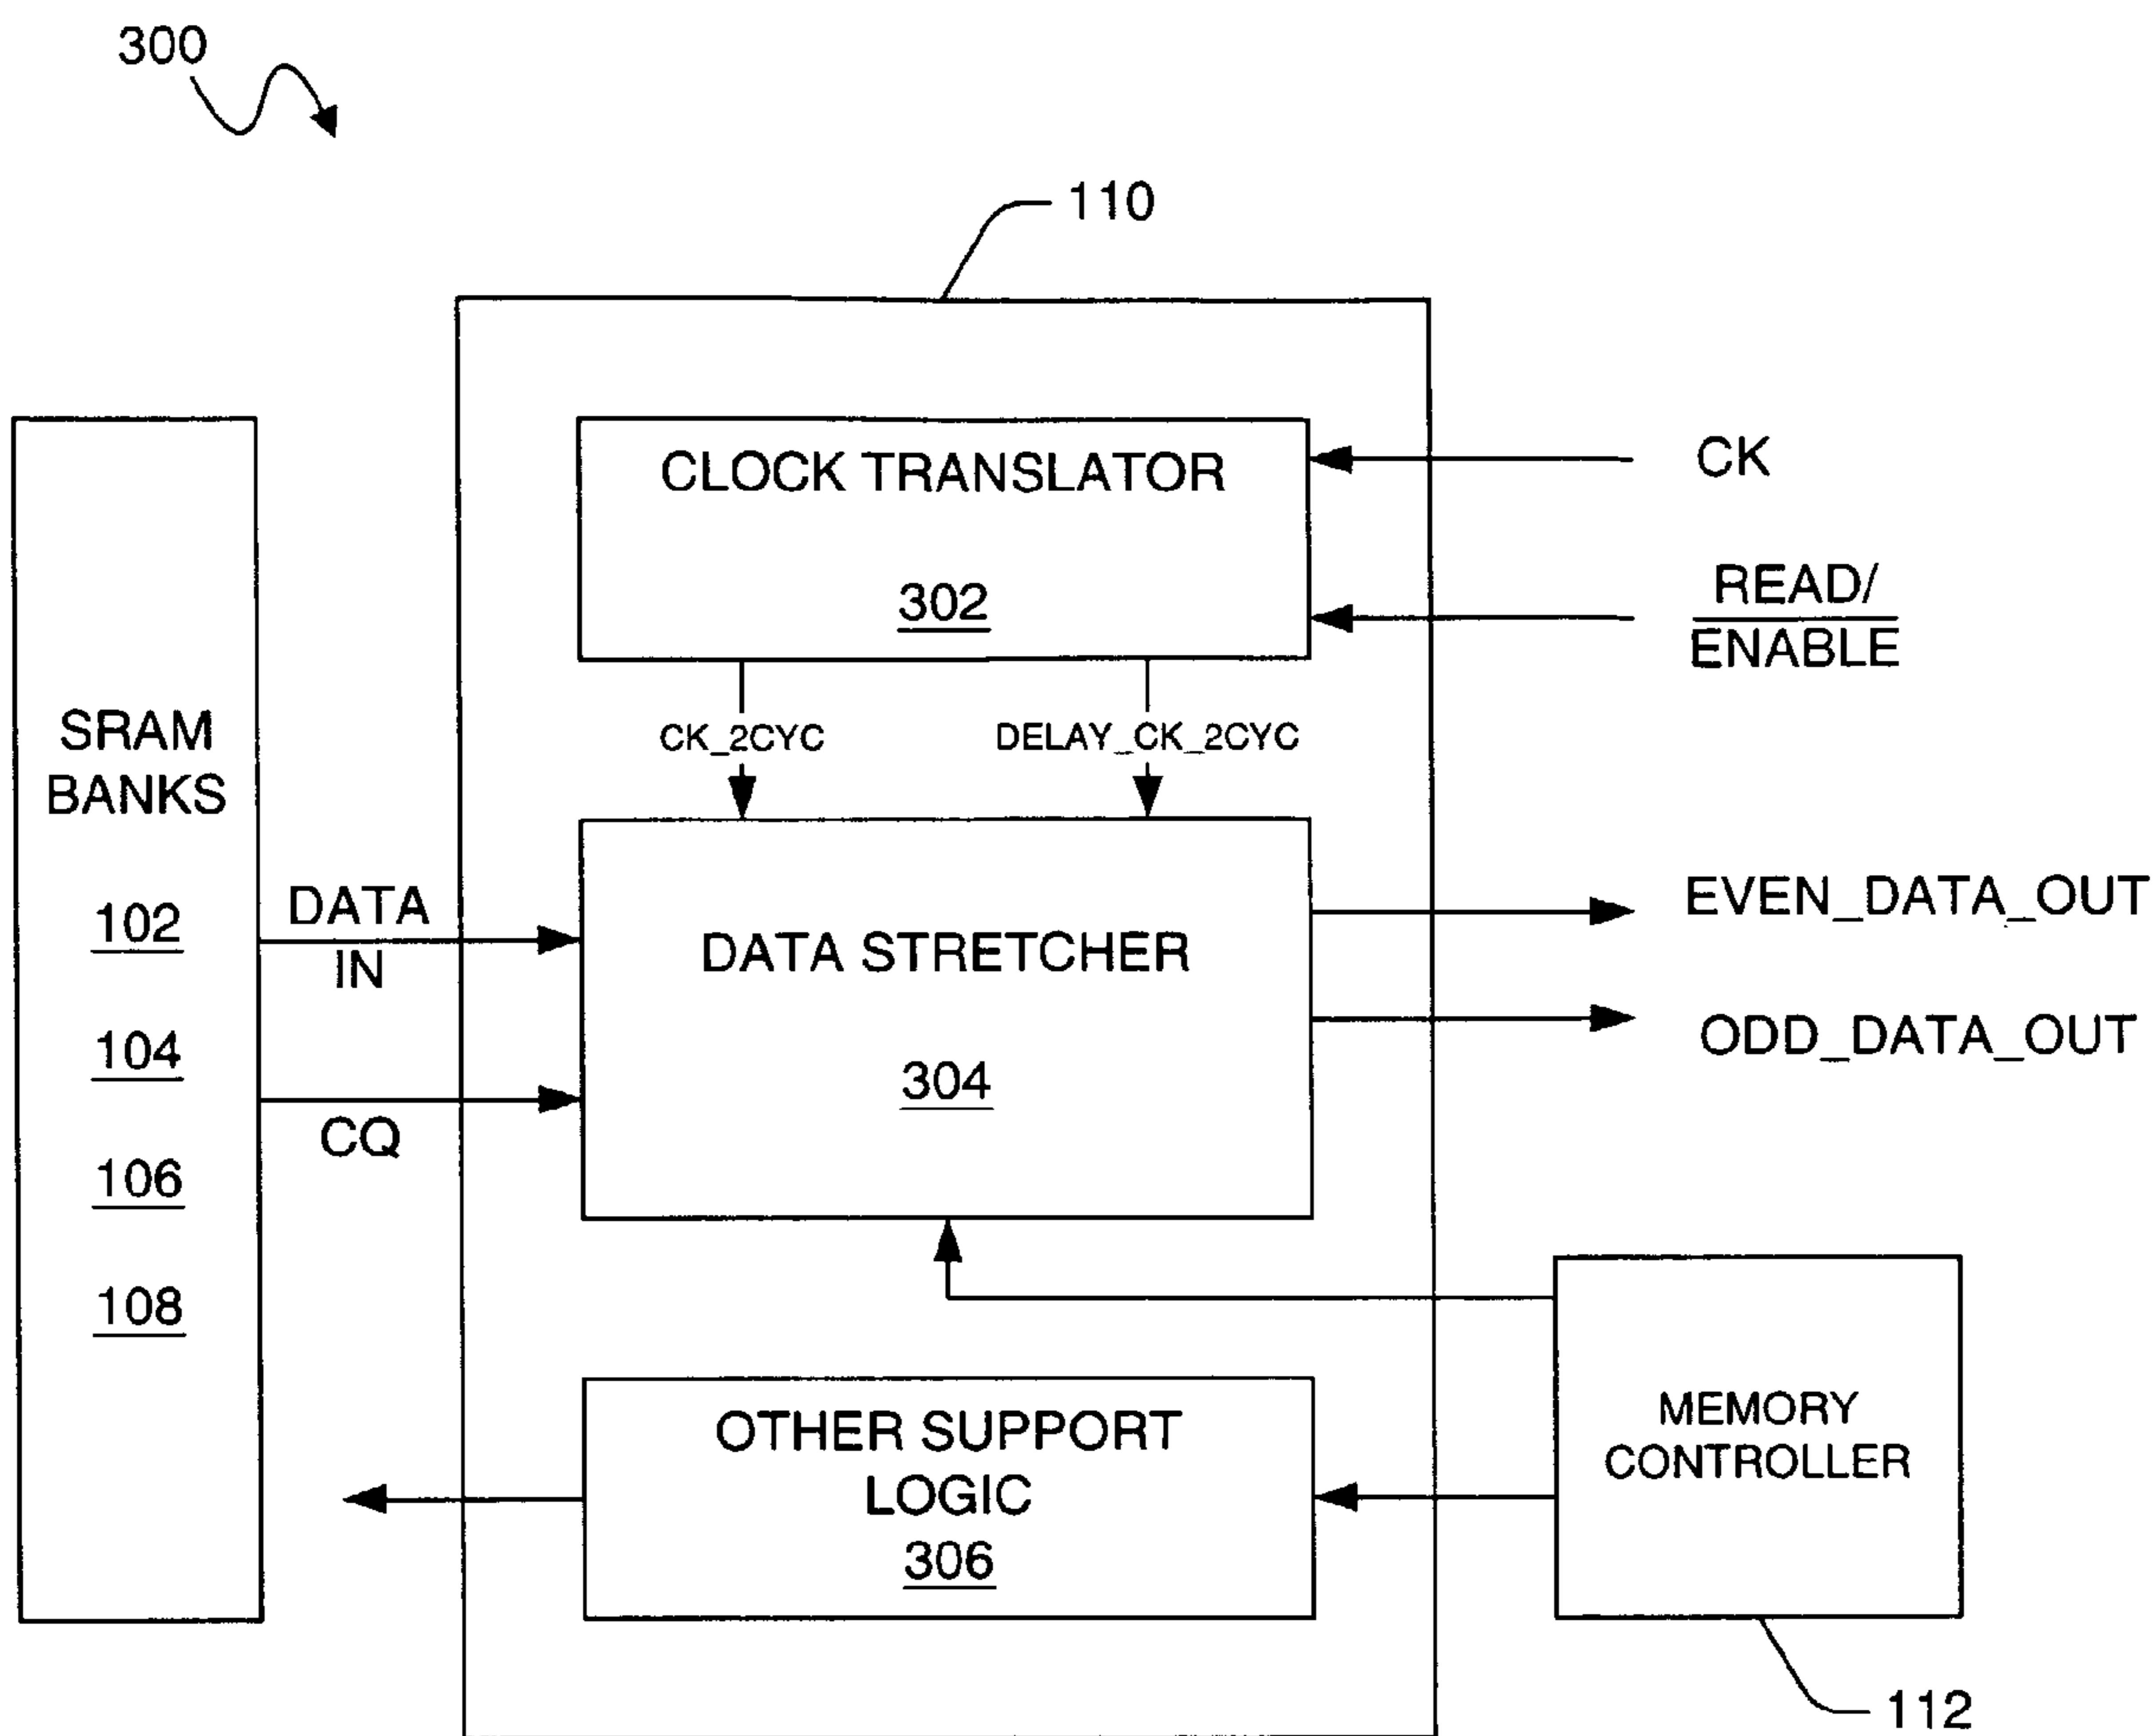 300
110
CLOCK TRANSLATOR
302
CK
READ/
ENABLE
CK_2CYC
DELAY_CK_2CYC
SRAM
BANKS
102
104
106
108
DATA
IN
CQ
DATA STRETCHER
304
EVEN_DATA_OUT
ODD_DATA_OUT
OTHER SUPPORT
LOGIC
306
MEMORY
CONTROLLER
112